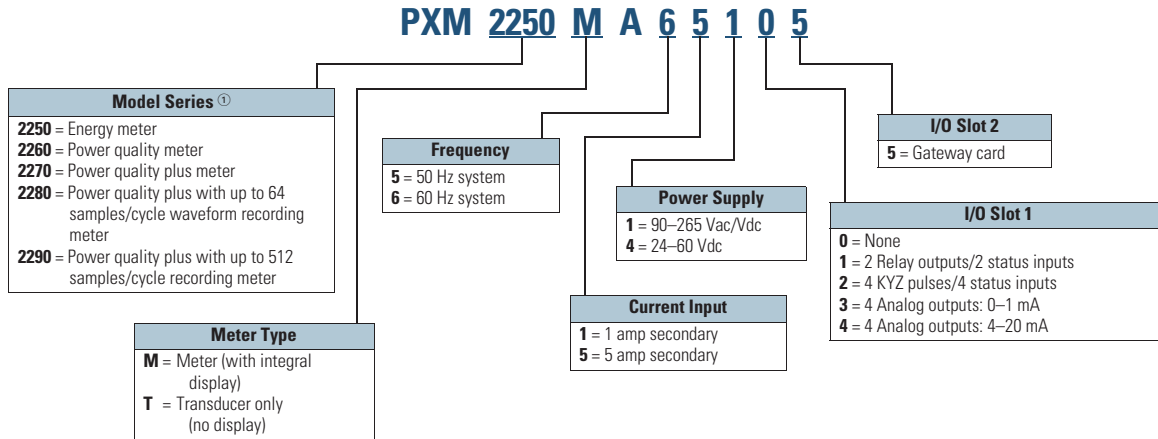 PXM 2250 M A 6 5 1 0 5
Model Series ①
2250 = Energy meter
2260 = Power quality meter
2270 = Power quality plus meter
2280 = Power quality plus with up to 64
samples/cycle waveform recording
meter
2290 = Power quality plus with up to 512
samples/cycle recording meter
Meter Type
M = Meter (with integral
display)
T = Transducer only
(no display)
Frequency
5 = 50 Hz system
6 = 60 Hz system
Current Input
1 = 1 amp secondary
5 = 5 amp secondary
Power Supply
1 = 90–265 Vac/Vdc
4 = 24–60 Vdc
I/O Slot 1
0 = None
1 = 2 Relay outputs/2 status inputs
2 = 4 KYZ pulses/4 status inputs
3 = 4 Analog outputs: 0–1 mA
4 = 4 Analog outputs: 4–20 mA
I/O Slot 2
5 = Gateway card